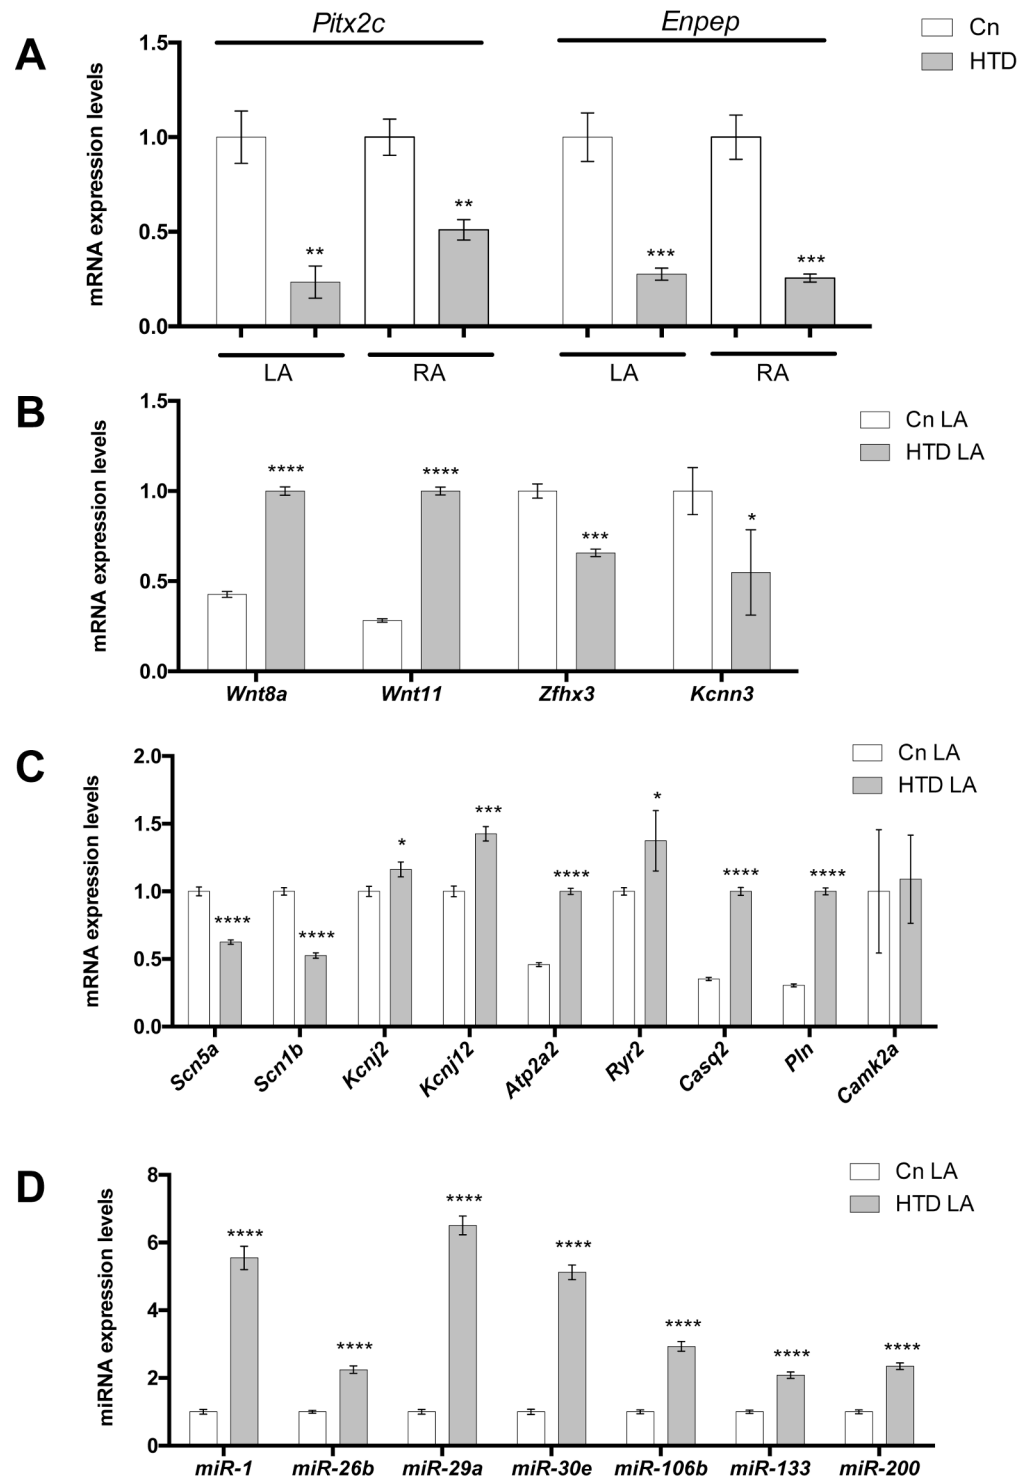 A
Pitx2c
Enpep
Cn
HTD
mRNA expression levels
1.5
1.0
0.5
0.0
**
**
***
***
LA
RA
LA
RA
B
Cn LA
HTD LA
mRNA expression levels
1.5
1.0
0.5
0.0
****
****
***
*
Wnt8a
Wnt11
Zfhx3
Kcnn3
C
Cn LA
HTD LA
mRNA expression levels
2.0
1.5
1.0
0.5
0.0
****
****
*
***
****
*
****
****
Scn5a
Scn1b
Kcnj2
Kcnj12
Atp2a2
Ryr2
Casq2
Pln
Camk2a
D
Cn LA
HTD LA
miRNA expression levels
8
6
4
2
0
****
****
****
****
****
****
****
miR-1
miR-26b
miR-29a
miR-30e
miR-106b
miR-133
miR-200